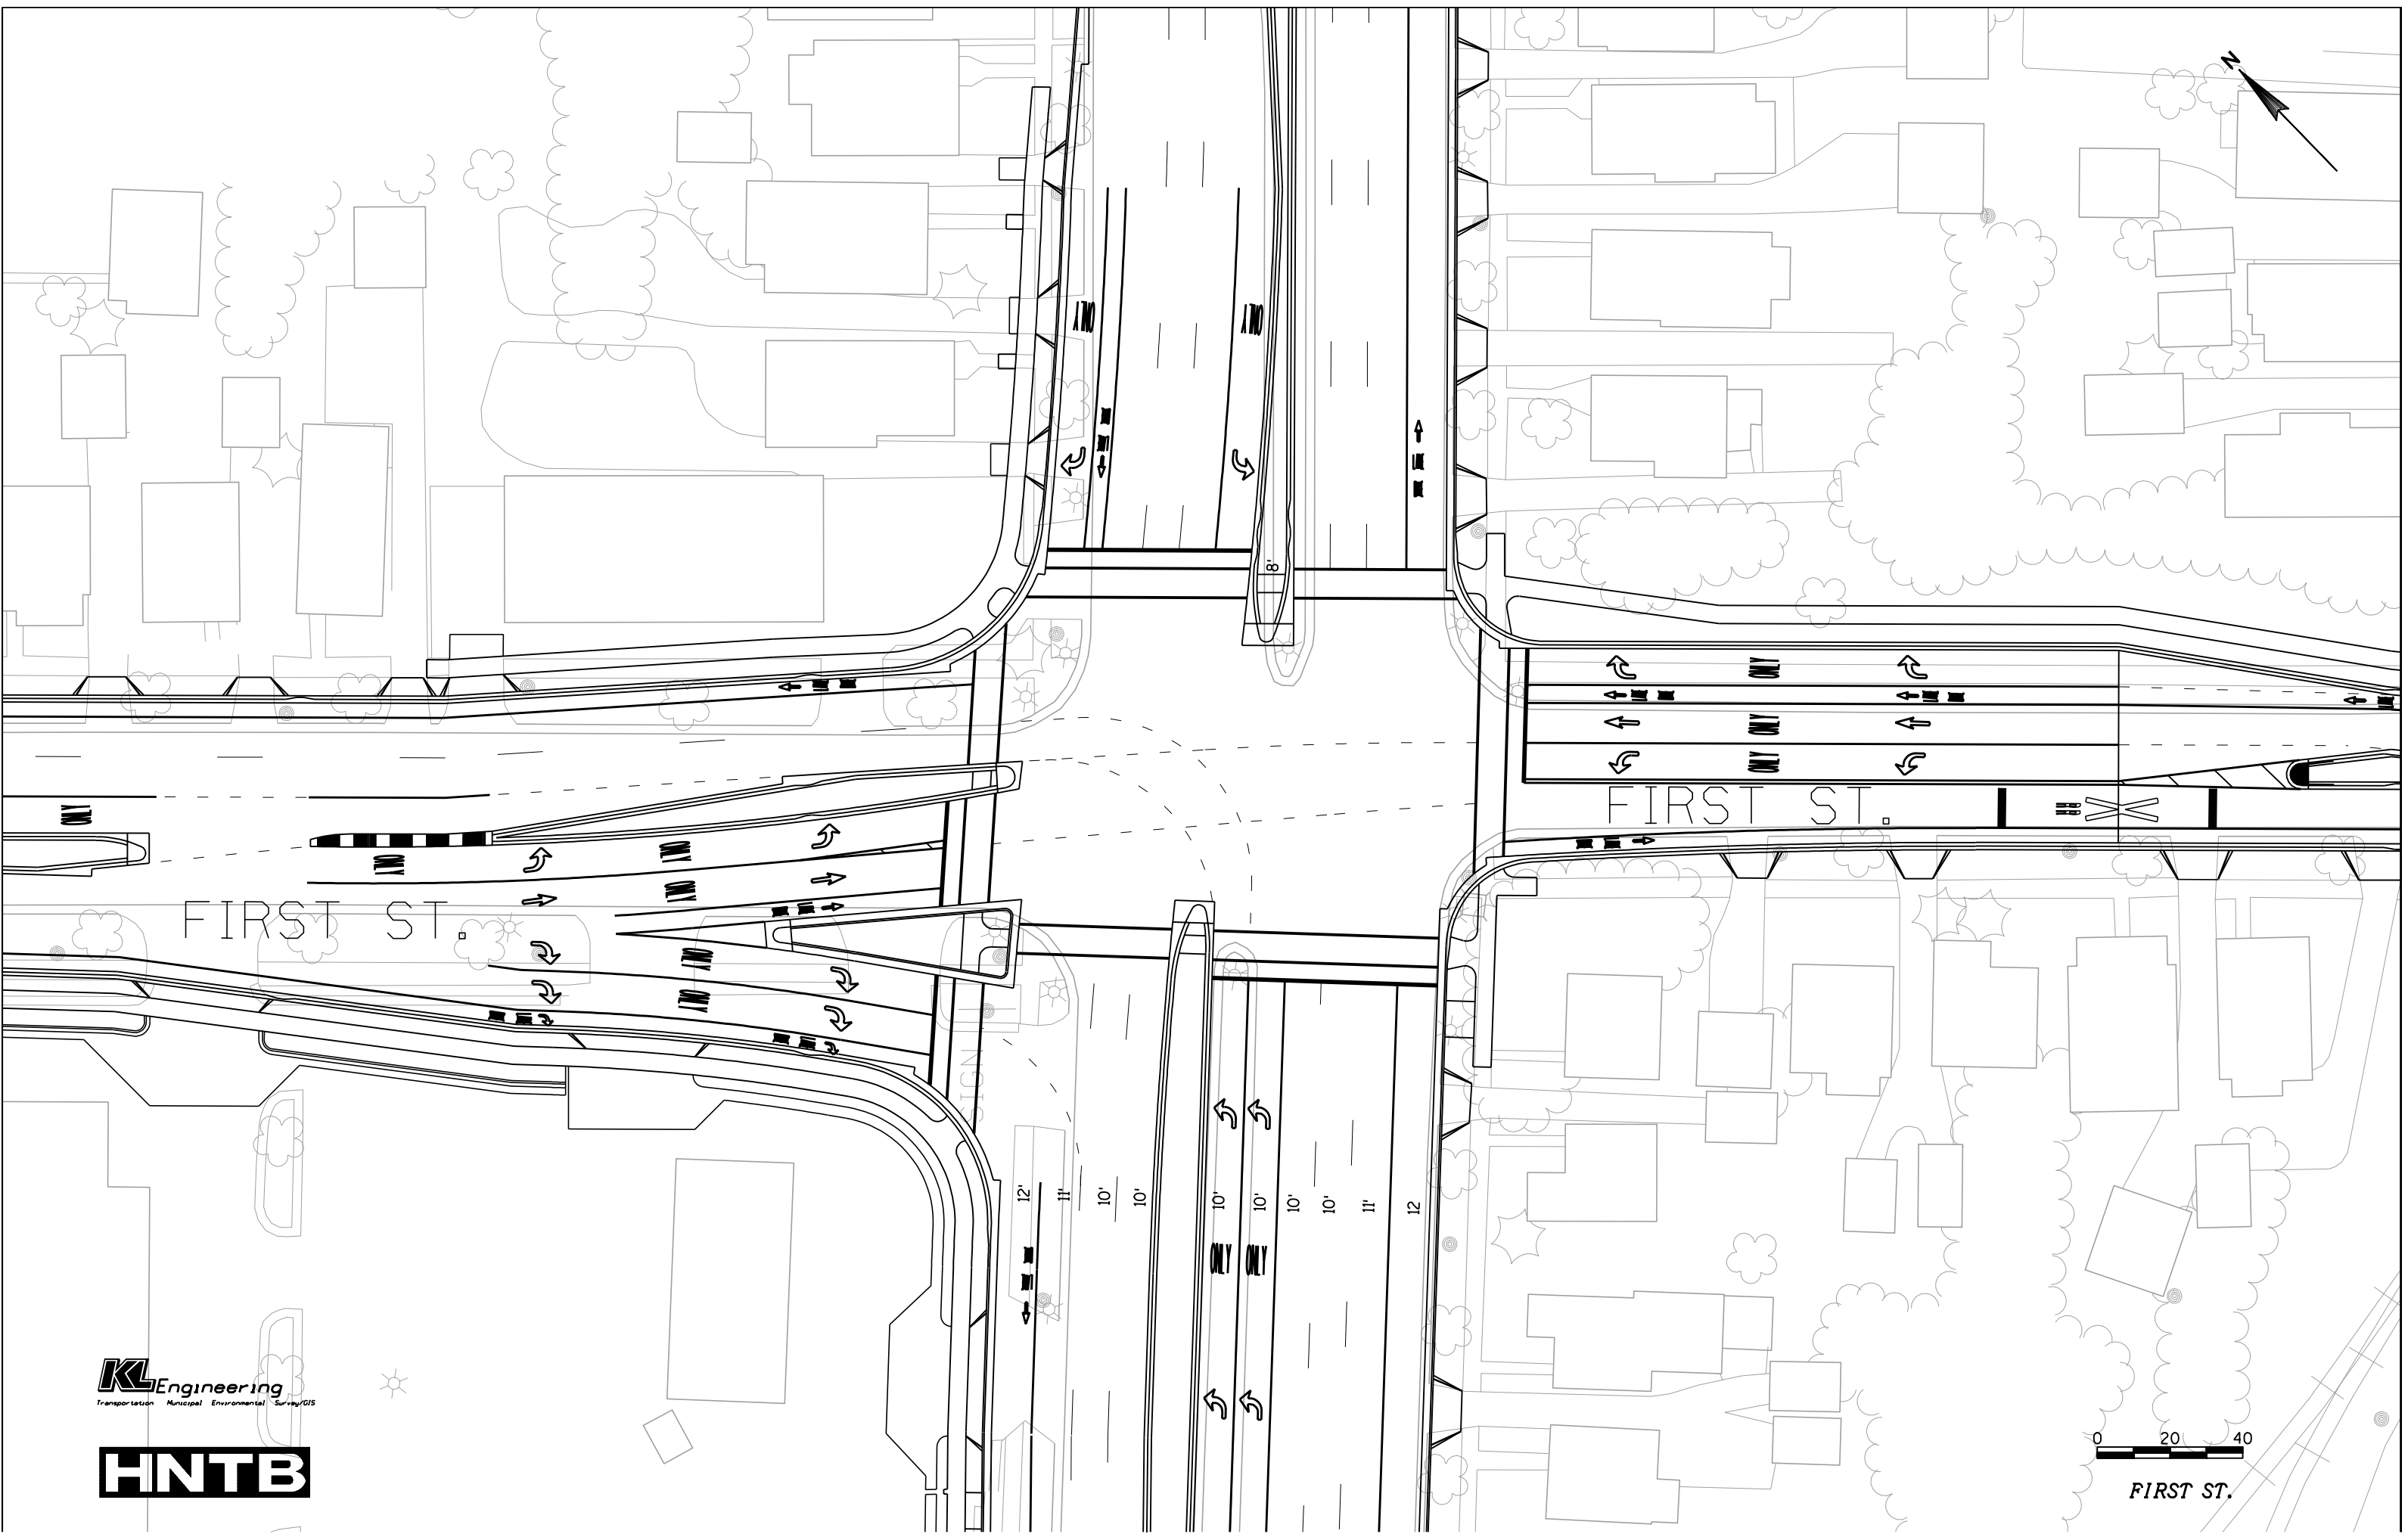 N
ONLY
ONLY
8'
ONLY
ONLY
ONLY
FIRST ST.
ONLY
ONLY
ONLY
ONLY
FIRST ST.
ONLY
ONLY
SIGN
12'
11'
10'
10'
10'
10'
10'
10'
11'
12
ONLY
ONLY
KL Engineering
Transportation Municipal Environmental Survey/GIS
HNTB
0 20 40
FIRST ST.